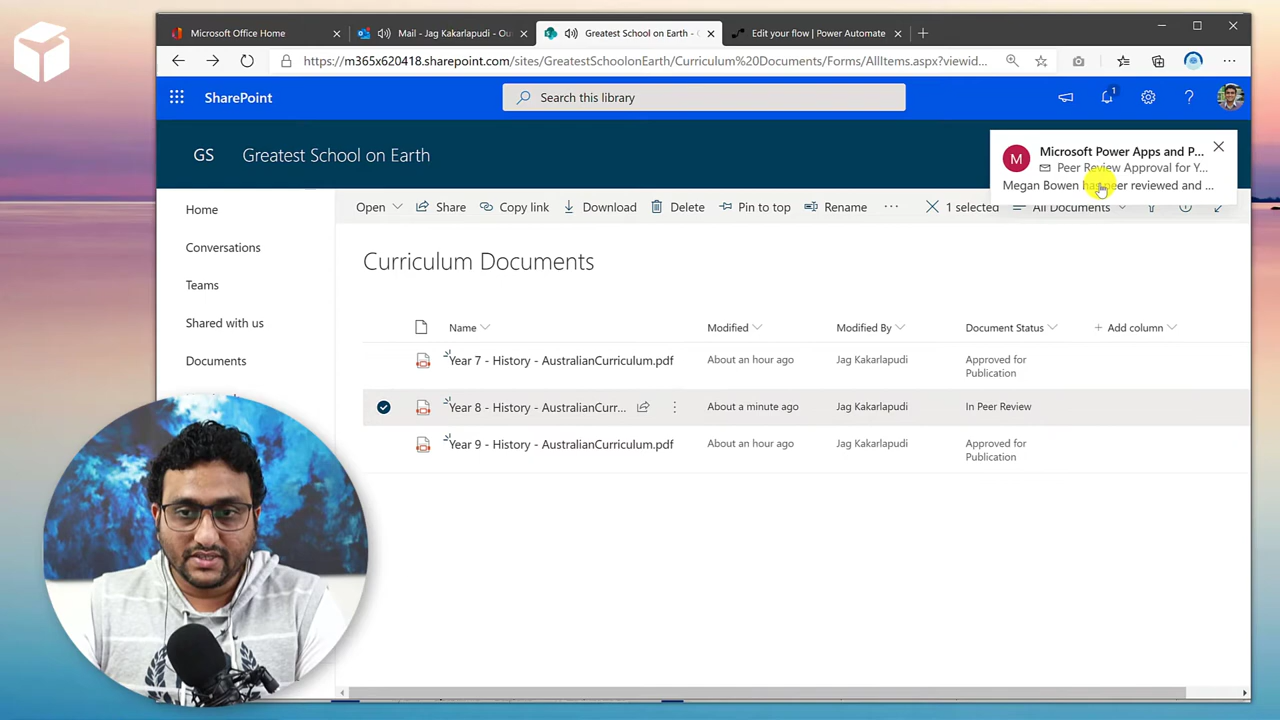 Microsoft Office Home
Mail - Jag Kakarlapudi - Ou
Greatest School on Earth -
Edit your flow | Power Automate
https://m365x620418.sharepoint.com/sites/GreatestSchoolonEarth/Curriculum%20Documents/Forms/AllItems.aspx?viewid...
SharePoint
Search this library
1
GS
Greatest School on Earth
M
Microsoft Power Apps and P...
Peer Review Approval for Y...
Megan Bowen has peer reviewed and ...
Home
Conversations
Teams
Shared with us
Documents
Open
Share
Copy link
Download
Delete
Pin to top
Rename
1 selected
All Documents
Curriculum Documents
Name
Modified
Modified By
Document Status
Add column
Year 7 - History - AustralianCurriculum.pdf
About an hour ago
Jag Kakarlapudi
Approved for
Publication
Year 8 - History - AustralianCurr...
About a minute ago
Jag Kakarlapudi
In Peer Review
Year 9 - History - AustralianCurriculum.pdf
About an hour ago
Jag Kakarlapudi
Approved for
Publication